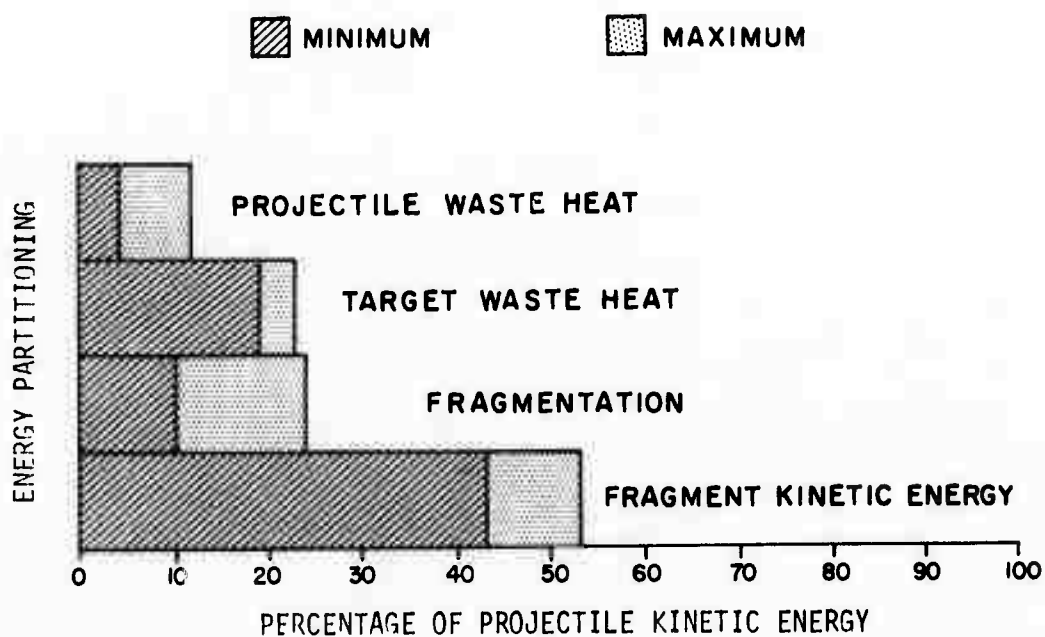 MINIMUM
MAXIMUM
ENERGY PARTITIONING
PROJECTILE WASTE HEAT
TARGET WASTE HEAT
FRAGMENTATION
FRAGMENT KINETIC ENERGY
0 10 20 30 40 50 60 70 80 90 100
PERCENTAGE OF PROJECTILE KINETIC ENERGY